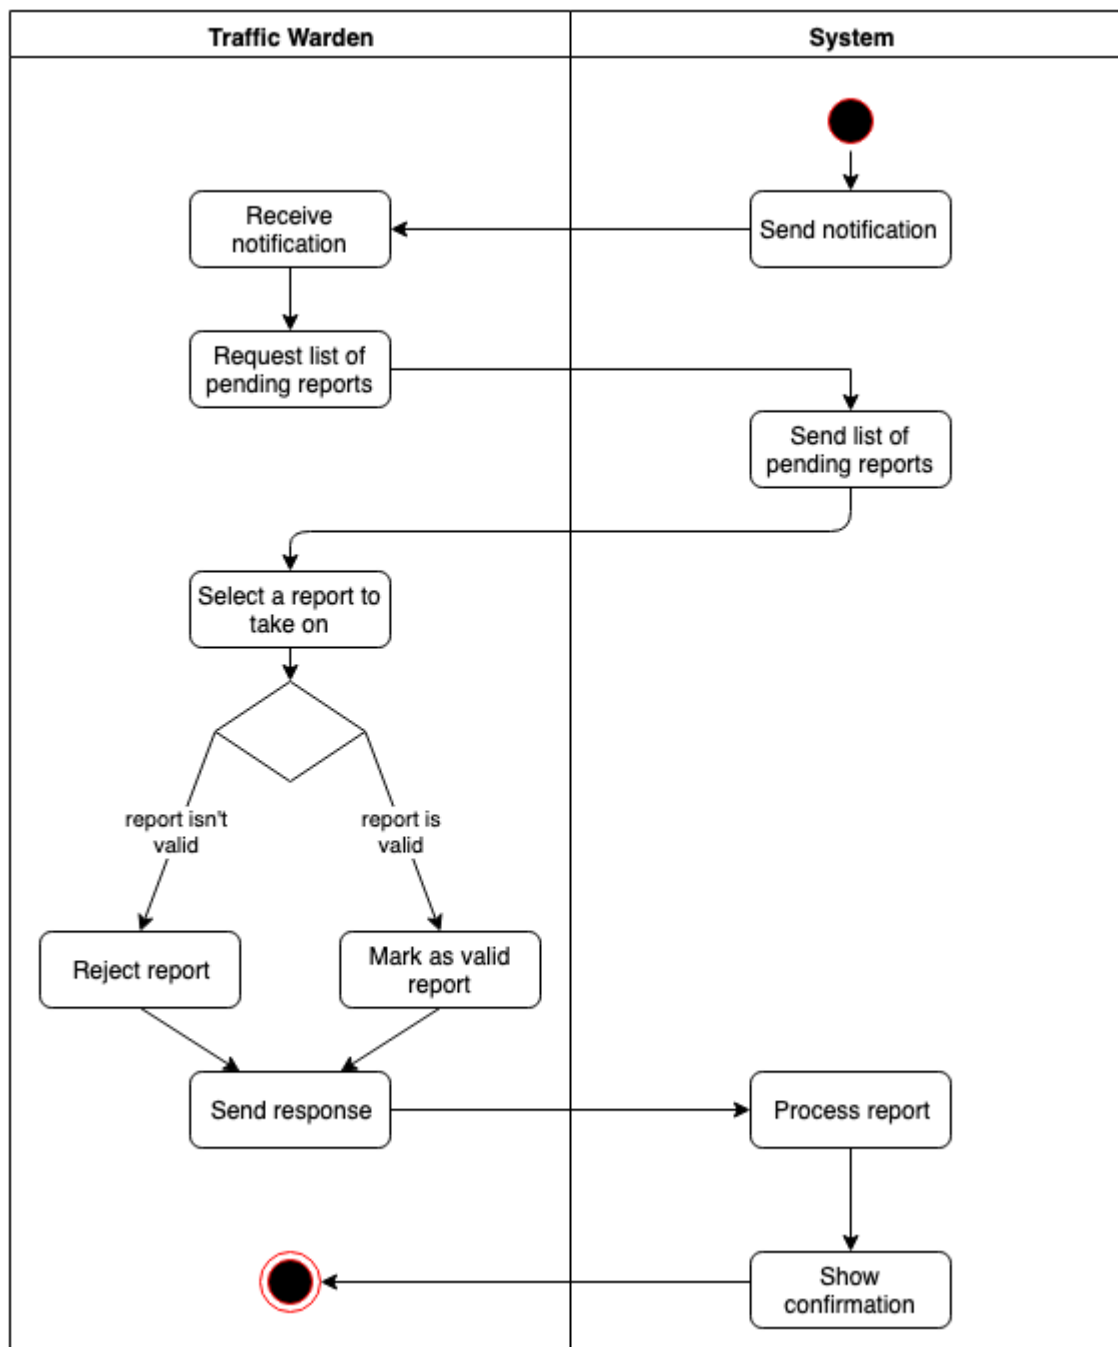 Traffic Warden
System
Receive
notification
Send notification
Request list of
pending reports
Send list of
pending reports
Select a report to
take on
report isn't
valid
report is
valid
Reject report
Mark as valid
report
Send response
Process report
Show
confirmation